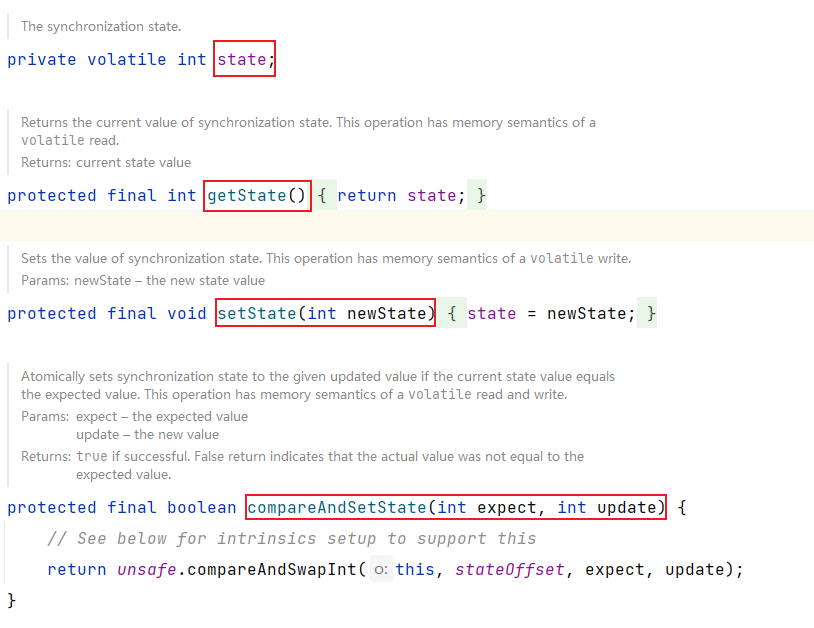 The synchronization state.
private volatile int state;
Returns the current value of synchronization state. This operation has memory semantics of a
volatile read.
Returns: current state value
protected final int getState() { return state; }
Sets the value of synchronization state. This operation has memory semantics of a volatile write.
Params: newState – the new state value
protected final void setState(int newState) { state = newState; }
Atomically sets synchronization state to the given updated value if the current state value equals
the expected value. This operation has memory semantics of a volatile read and write.
Params: expect – the expected value
update – the new value
Returns: true if successful. False return indicates that the actual value was not equal to the
expected value.
protected final boolean compareAndSetState(int expect, int update) {
// See below for intrinsics setup to support this
return unsafe.compareAndSwapInt( o: this, stateOffset, expect, update);
}